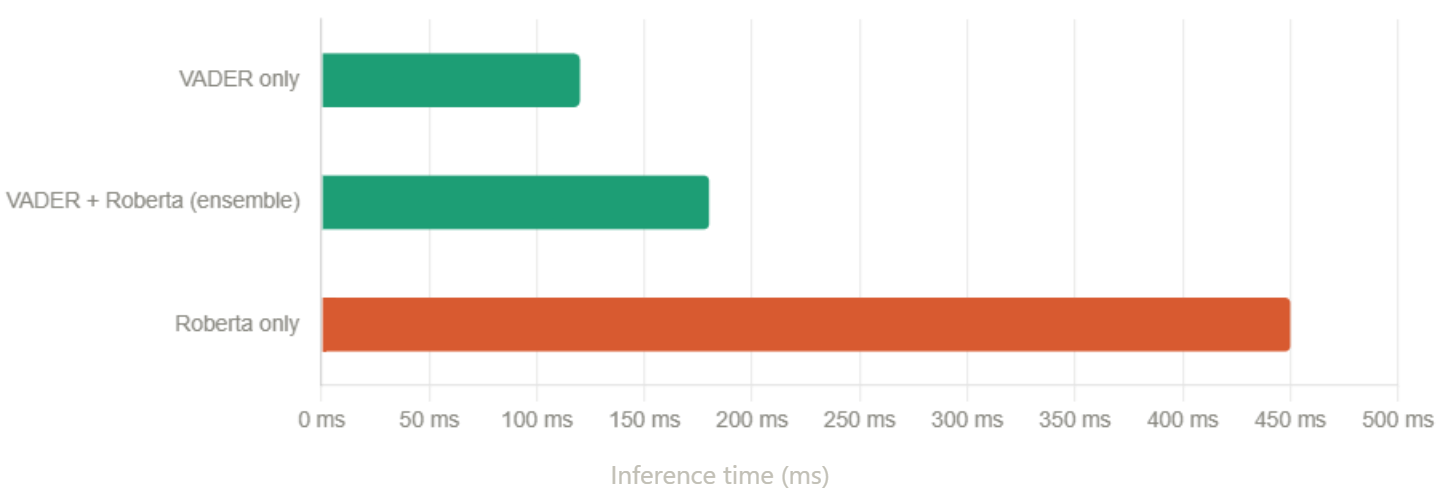 VADER only
VADER + Roberta (ensemble)
Roberta only
0 ms 50 ms 100 ms 150 ms 200 ms 250 ms 300 ms 350 ms 400 ms 450 ms 500 ms
Inference time (ms)